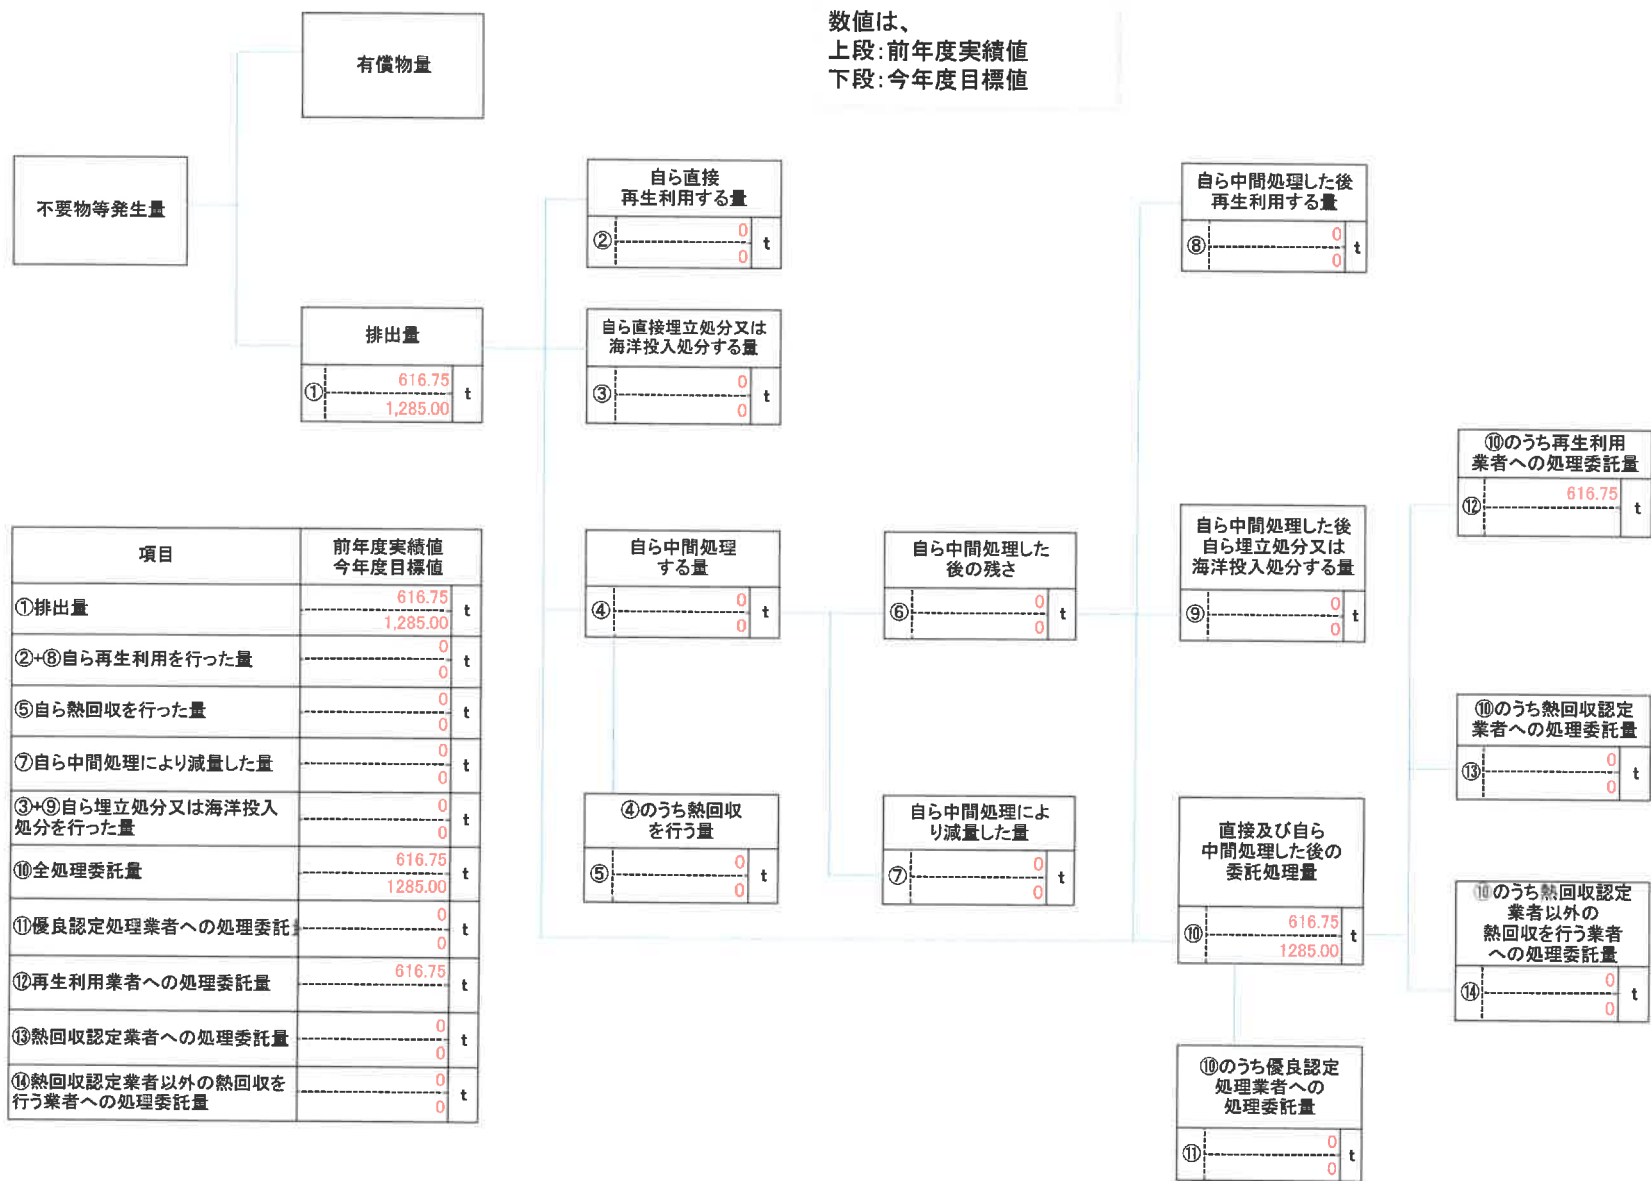 数値は、
上段:前年度実績値
下段:今年度目標値
有償物量
不要物等発生量
排出量
①
616.75
1,285.00
t
自ら直接
再生利用する量
②
0
0
t
自ら直接埋立処分又は
海洋投入処分する量
③
0
0
t
自ら中間処理
する量
④
0
0
t
④のうち熱回収
を行う量
⑤
0
0
t
自ら中間処理した
後の残さ
⑥
0
0
t
自ら中間処理によ
り減量した量
⑦
0
0
t
自ら中間処理した後
再生利用する量
⑧
0
0
t
自ら中間処理した後
自ら埋立処分又は
海洋投入処分する量
⑨
0
0
t
直接及び自ら
中間処理した後の
委託処理量
⑩
616.75
1285.00
t
⑩のうち優良認定
処理業者への
処理委託量
⑪
0
0
t
⑩のうち再生利用
業者への処理委託量
⑫
616.75
t
⑩のうち熱回収認定
業者への処理委託量
⑬
0
0
t
⑩のうち熱回収認定
業者以外の
熱回収を行う業者
への処理委託量
⑭
0
0
t
項目
前年度実績値
今年度目標値
①排出量
616.75
1,285.00
t
②+⑧自ら再生利用を行った量
0
0
t
⑤自ら熱回収を行った量
0
0
t
⑦自ら中間処理により減量した量
0
0
t
③+⑨自ら埋立処分又は海洋投入
処分を行った量
0
0
t
⑩全処理委託量
616.75
1285.00
t
⑪優良認定処理業者への処理委託
0
0
t
⑫再生利用業者への処理委託量
616.75
t
⑬熱回収認定業者への処理委託量
0
0
t
⑭熱回収認定業者以外の熱回収を
行う業者への処理委託量
0
0
t